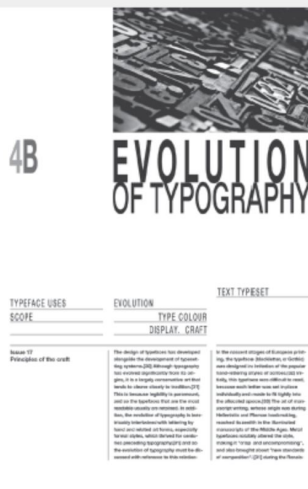 4B
EVOLUTION
OF TYPOGRAPHY
TEXT TYPESET
TYPEFACE USES
EVOLUTION
SCOPE
TYPE COLOUR
DISPLAY. CRAFT
Issue 17
Principles of the craft
The design of typefaces has developed
alongside the development of typeset-
ting systems.[20] Although typography
has evolved significantly from its ori-
gins, it is a largely conservative art that
tends to cleave closely to tradition.[21]
This is because legibility is paramount,
and so the typefaces that are the most
readable usually are retained. In addi-
tion, the evolution of typography is inex-
tricably intertwined with lettering by
hand and related art forms, especially
formal styles, which thrived for centu-
ries preceding typography,[21] and so
the evolution of typography must be dis-
cussed with reference to this relation-
In the nascent stages of European print-
ing, the typeface (blackletter, or Gothic)
was designed in imitation of the popular
hand-lettering styles of
tially, this typeface was difficult to read,
because each letter was set in place
individually and made to fit tightly into
the allocated space.
script writing, whose origin was during
Hellenistic and Roman bookmaking,
reached its zenith in the illuminated
manuscripts of the Middle Ages. Metal
typefaces notably altered the style,
making it "crisp and uncompromising",
and also brought about "new standards
of composition". during the Renais-